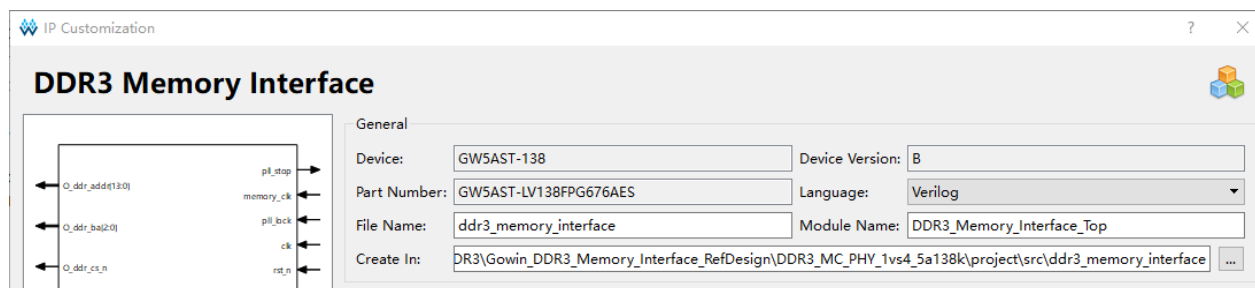 IP Customization ? ×
DDR3 Memory Interface
General
Device: GW5AST-138 Device Version: B
Part Number: GW5AST-LV138FPG676AES Language: Verilog
File Name: ddr3_memory_interface Module Name: DDR3_Memory_Interface_Top
Create In: DR3\Gowin_DDR3_Memory_Interface_RefDesign\DDR3_MC_PHY_1vs4_5a138k\project\src\ddr3_memory_interface ...
pll_stop
O_ddr_addr(13:0)
memory_clk
pll_lock
O_ddr_ba(2:0)
clk
O_ddr_cs_n
rst_n